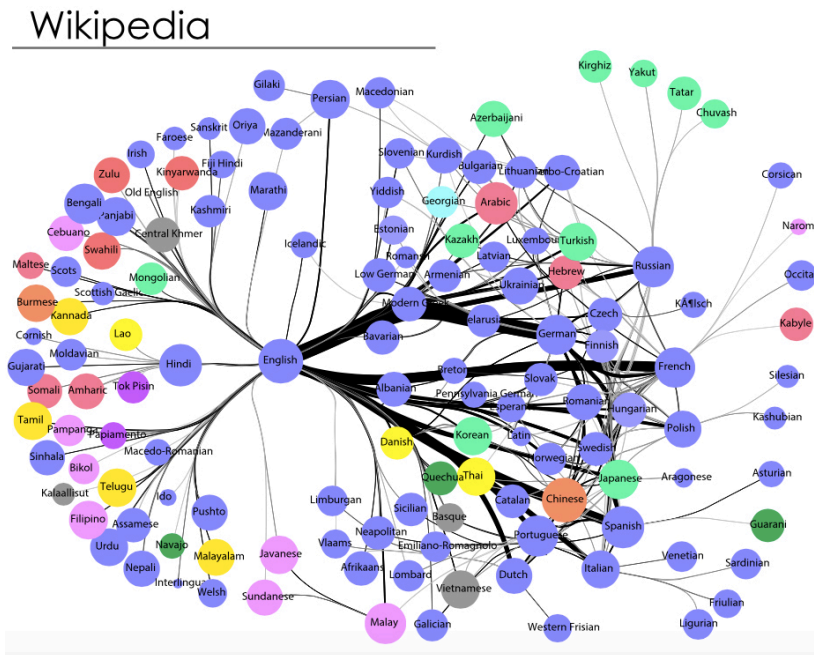 Wikipedia
Kirghiz
Yakut
Tatar
Chuvash
Gilaki
Persian
Macedonian
Azerbaijani
Sanskrit
Oriya
Mazanderani
Faroese
Irish
Fiji Hindi
Slovenian
Kurdish
Bulgarian
Zulu
Kinyarwanda
Old English
Marathi
Yiddish
Corsican
Bengali
Kashmiri
Georgian
Arabic
Cebuano
Central Khmer
Estonian
Kazakh
Turkish
Narom
Swahili
Icelandic
Latvian
Maltese
Scots
Mongolian
Low German
Armenian
Hebrew
Russian
Occita
Scottish Gaelic
Ukrainian
Burmese
Kannada
KÃ¶lsch
Czech
Kabyle
Cornish
Lao
Bavarian
German
Finnish
Moldavian
Gujarati
Hindi
English
Breton
French
Silesian
Somali
Amharic
Tok Pisin
Albanian
Pennsylvania German
Slovak
Tamil
Romanian
Hungarian
Kashubian
Papiamento
Danish
Korean
Latin
Polish
Sinhala
Macedo-Romanian
Norwegian
Swedish
Bikol
Telugu
Quechua
Thai
Aragonese
Asturian
Kalaallisut
Ido
Limburgan
Sicilian
Catalan
Chinese
Japanese
Filipino
Assamese
Pushto
Basque
Spanish
Guarani
Urdu
Navajo
Neapolitan
Portuguese
Vlaams
Emiliano-Romagnolo
Nepali
Malayalam
Javanese
Afrikaans
Lombard
Dutch
Italian
Venetian
Sardinian
Welsh
Sundanese
Vietnamese
Friulian
Malay
Galician
Western Frisian
Ligurian